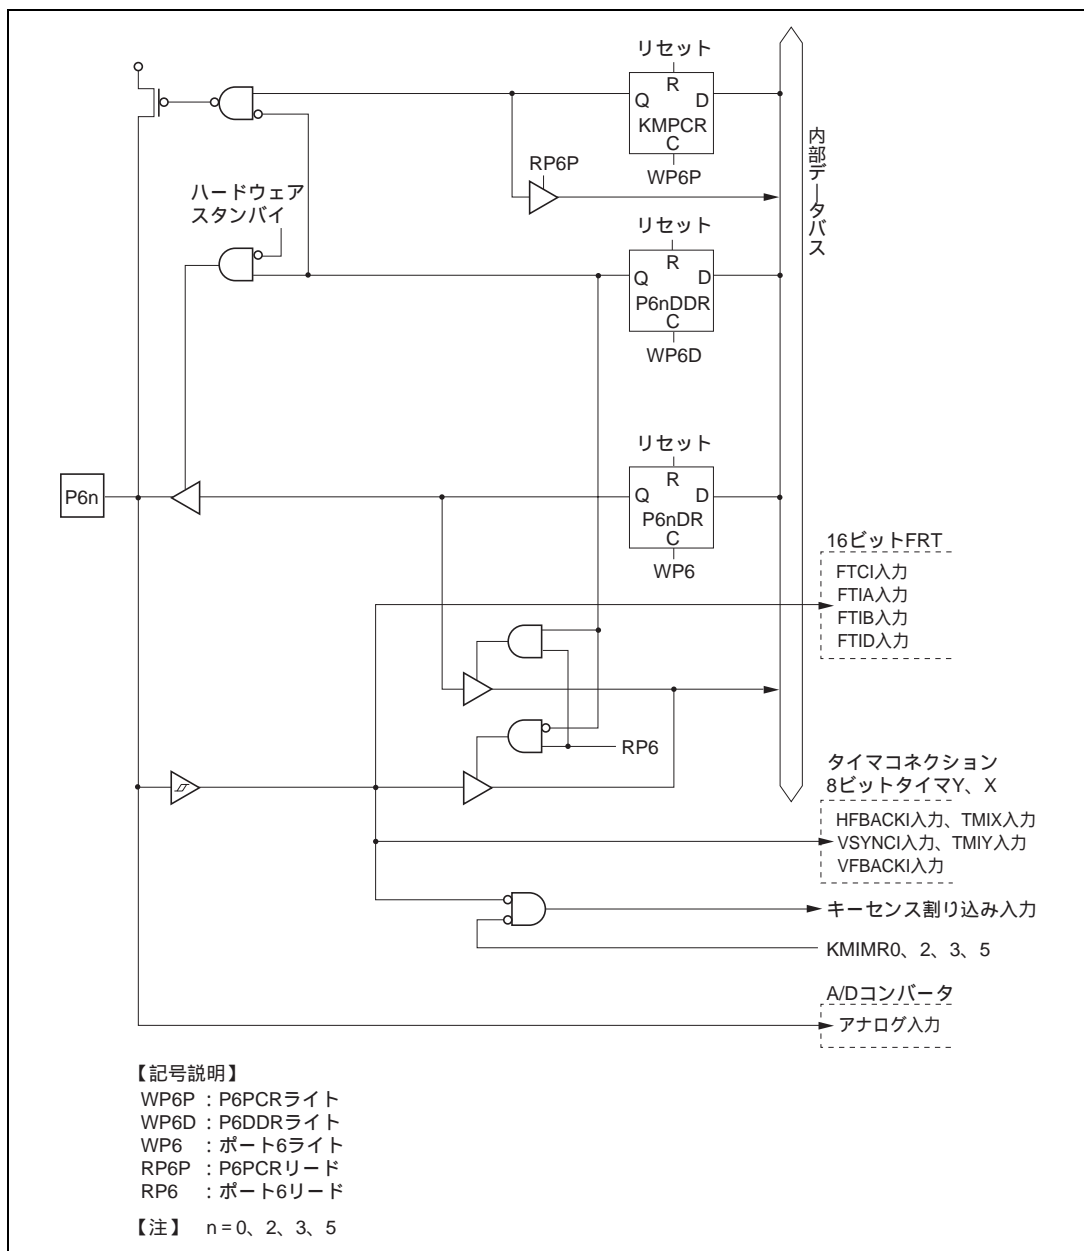 リセット
R
Q D
KMPCR
C
WP6P
RP6P
ハードウェア
スタンバイ
内部データバス
リセット
R
Q D
P6nDDR
C
WP6D
リセット
R
Q D
P6nDR
C
WP6
P6n
16ビットFRT
FTCI入力
FTIA入力
FTIB入力
FTID入力
RP6
タイマコネクション
8ビットタイマY、X
HFBACKI入力、TMIX入力
VSYNCI入力、TMIY入力
VFBACKI入力
キーセンス割り込み入力
KMIMR0、2、3、5
A/Dコンバータ
アナログ入力
【記号説明】
WP6P : P6PCRライト
WP6D : P6DDRライト
WP6 : ポート6ライト
RP6P : P6PCRリード
RP6 : ポート6リード
【注】 n = 0、2、3、5